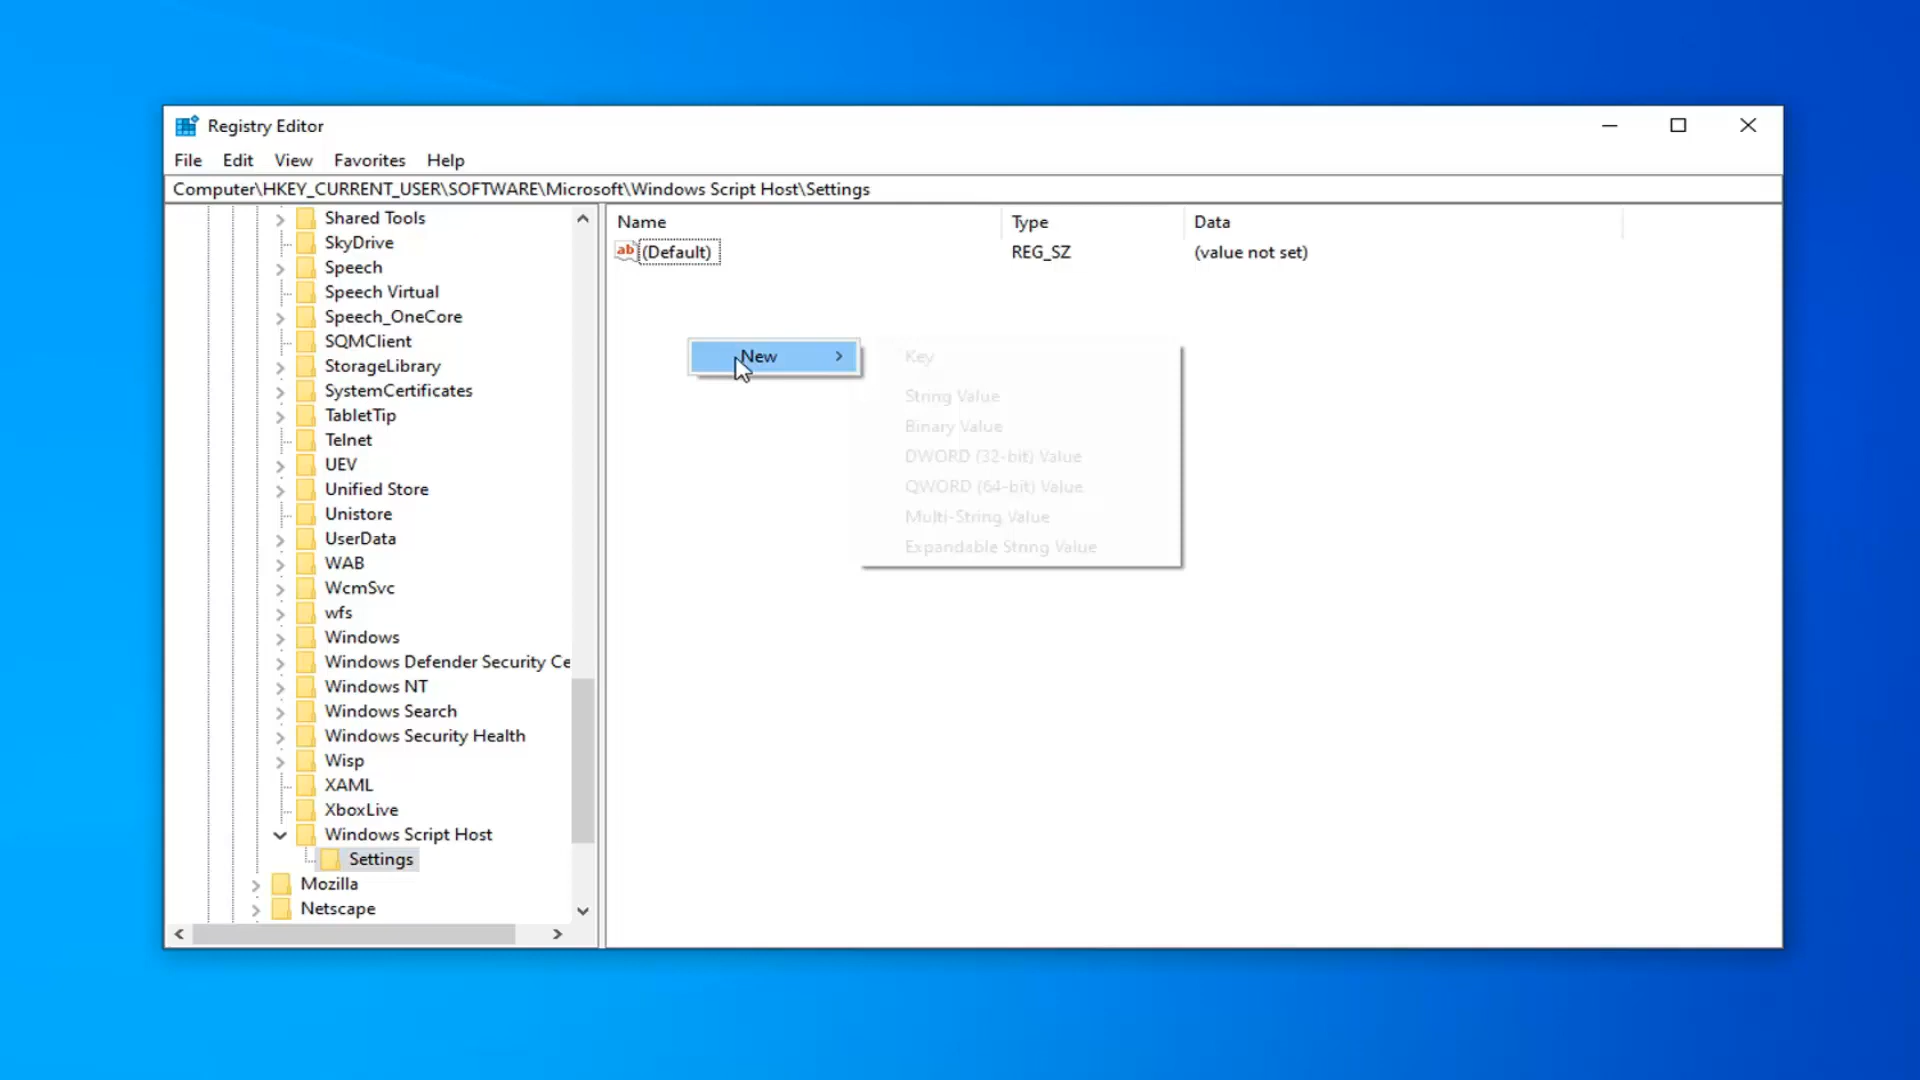 Registry Editor
File Edit View Favorites Help
Computer\HKEY_CURRENT_USER\SOFTWARE\Microsoft\Windows Script Host\Settings
Shared Tools
SkyDrive
Speech
Speech Virtual
Speech_OneCore
SQMClient
StorageLibrary
SystemCertificates
TabletTip
Telnet
UEV
Unified Store
Unistore
UserData
WAB
WcmSvc
wfs
Windows
Windows Defender Security Ce
Windows NT
Windows Search
Windows Security Health
Wisp
XAML
XboxLive
Windows Script Host
Settings
Mozilla
Netscape
Name Type Data
ab (Default) REG_SZ (value not set)
New
Key
String Value
Binary Value
DWORD (32-bit) Value
QWORD (64-bit) Value
Multi-String Value
Expandable String Value